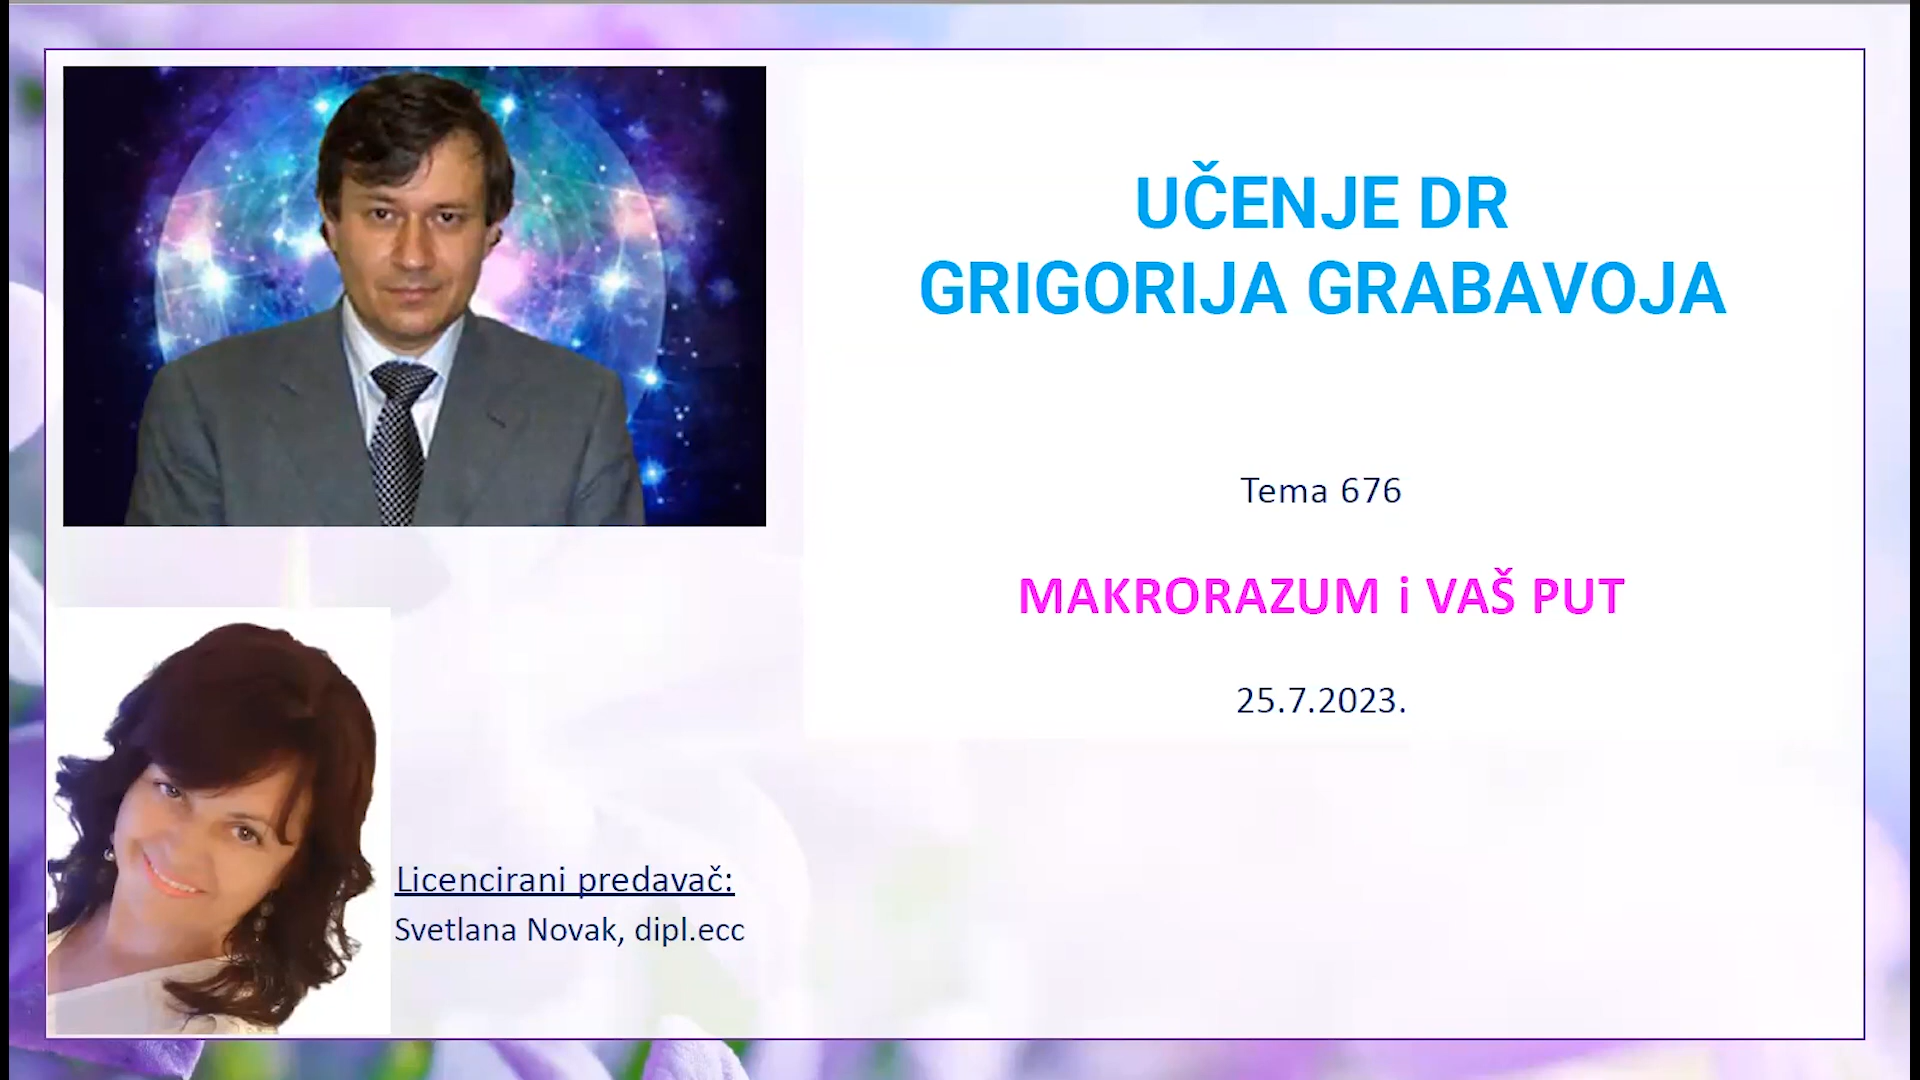 UČENJE DR
GRIGORIJA GRABAVOJA
Tema 676
MAKRORAZUM i VAŠ PUT
25.7.2023.
Licencirani predavač:
Svetlana Novak, dipl.ecc